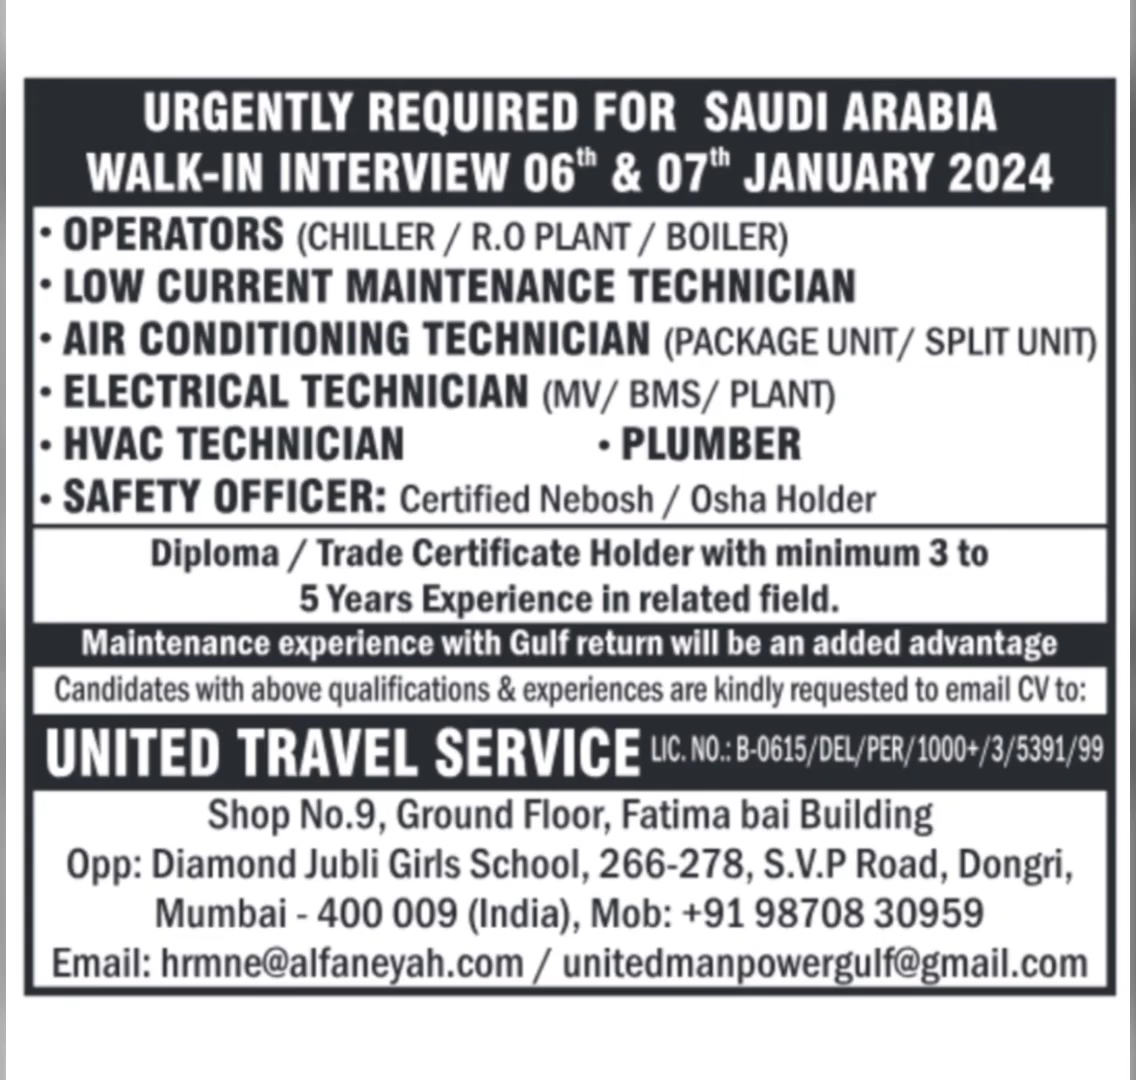 URGENTLY REQUIRED FOR SAUDI ARABIA
WALK-IN INTERVIEW 06th & 07th JANUARY 2024
• OPERATORS (CHILLER / R.O PLANT / BOILER)
• LOW CURRENT MAINTENANCE TECHNICIAN
• AIR CONDITIONING TECHNICIAN (PACKAGE UNIT/ SPLIT UNIT)
• ELECTRICAL TECHNICIAN (MV/ BMS/ PLANT)
• HVAC TECHNICIAN • PLUMBER
• SAFETY OFFICER: Certified Nebosh / Osha Holder
Diploma / Trade Certificate Holder with minimum 3 to
5 Years Experience in related field.
Maintenance experience with Gulf return will be an added advantage
Candidates with above qualifications & experiences are kindly requested to email CV to:
UNITED TRAVEL SERVICE LIC. NO.: B-0615/DEL/PER/1000+/3/5391/99
Shop No.9, Ground Floor, Fatima bai Building
Opp: Diamond Jubli Girls School, 266-278, S.V.P Road, Dongri,
Mumbai - 400 009 (India), Mob: +91 98708 30959
Email: hrmne@alfaneyah.com / unitedmanpowergulf@gmail.com